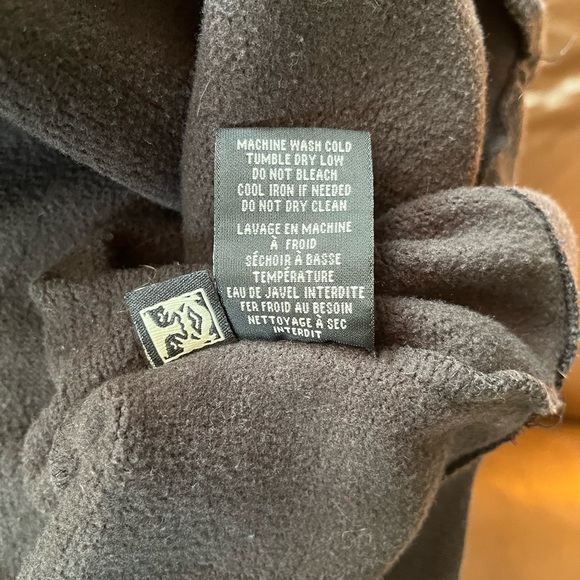 MACHINE WASH COLD
TUMBLE DRY LOW
DO NOT BLEACH
COOL IRON IF NEEDED
DO NOT DRY CLEAN
LAVAGE EN MACHINE
À FROID
SÉCHOIR À BASSE
TEMPÉRATURE
EAU DE JAVEL INTERDITE
FER FROID AU BESOIN
NETTOYAGE À SEC
INTERDIT